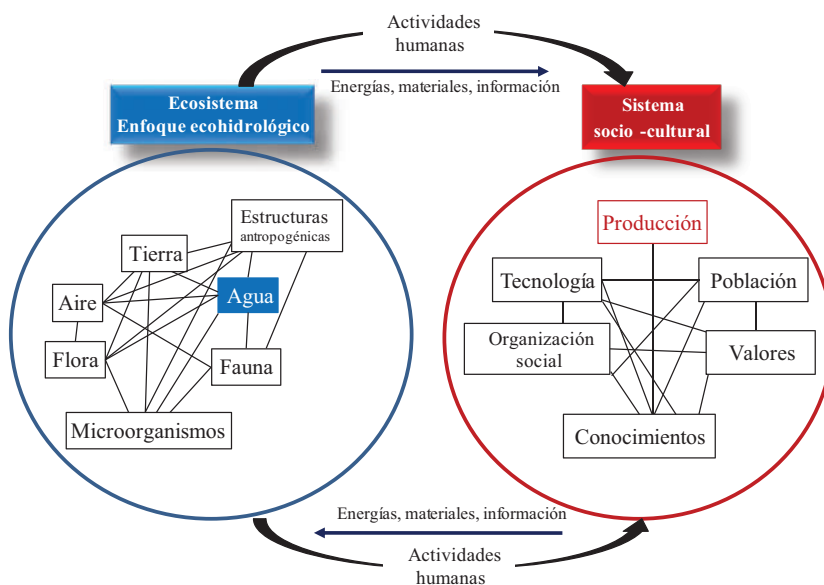 Actividades
humanas
Energías, materiales, información
Ecosistema
Enfoque ecohidrológico
Sistema
socio -cultural
Estructuras
antropogénicas
Tierra
Agua
Aire
Flora
Fauna
Microorganismos
Producción
Tecnología
Población
Organización
social
Valores
Conocimientos
Energías, materiales, información
Actividades
humanas